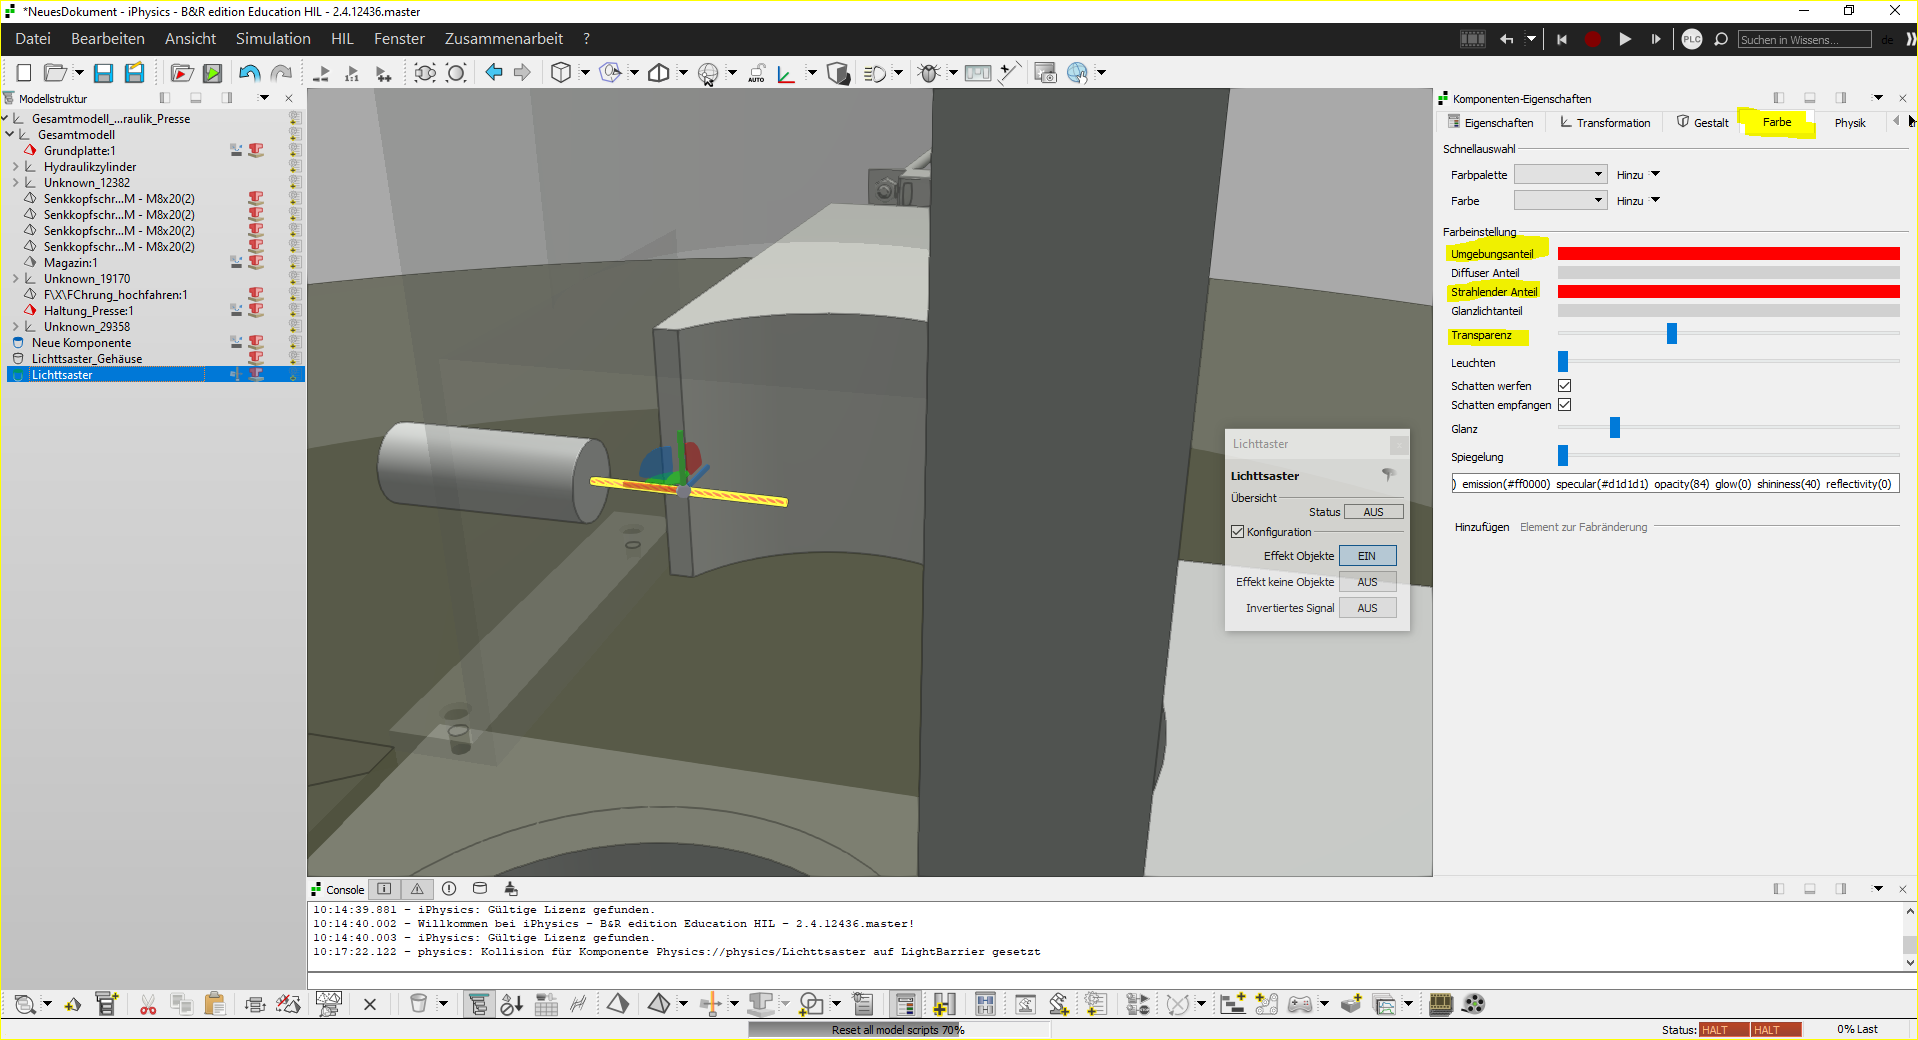 *NeuesDokument - iPhysics - B&R edition Education HIL - 2.4.12436.master
Datei Bearbeiten Ansicht Simulation HIL Fenster Zusammenarbeit ?
PLC Suchen in Wissens... de
1:1 AUTO
Modellstruktur
Gesamtmodell_...raulik_Presse
Gesamtmodell
Grundplatte:1
Hydraulikzylinder
Unknown_12382
Senkkopfschr...M - M8x20(2)
Senkkopfschr...M - M8x20(2)
Senkkopfschr...M - M8x20(2)
Senkkopfschr...M - M8x20(2)
Magazin:1
Unknown_19170
F\X\FChrung_hochfahren:1
Haltung_Presse:1
Unknown_29358
Neue Komponente
Lichttsaster_Gehäuse
Lichttsaster
Lichttaster
Lichttsaster
Übersicht
Status AUS
Konfiguration
Effekt Objekte EIN
Effekt keine Objekte AUS
Invertiertes Signal AUS
Komponenten-Eigenschaften
Eigenschaften Transformation Gestalt Farbe Physik
Schnellauswahl
Farbpalette Hinzu
Farbe Hinzu
Farbeinstellung
Umgebungsanteil
Diffuser Anteil
Strahlender Anteil
Glanzlichtanteil
Transparenz
Leuchten
Schatten werfen
Schatten empfangen
Glanz
Spiegelung
) emission(#ff0000) specular(#d1d1d1) opacity(84) glow(0) shininess(40) reflectivity(0)
Hinzufügen Element zur Fabränderung
Console
10:14:39.881 - iPhysics: Gültige Lizenz gefunden.
10:14:40.002 - Willkommen bei iPhysics - B&R edition Education HIL - 2.4.12436.master!
10:14:40.003 - iPhysics: Gültige Lizenz gefunden.
10:17:22.122 - physics: Kollision für Komponente Physics://physics/Lichttsaster auf LightBarrier gesetzt
Reset all model scripts 70%
Status: HALT HALT 0% Last